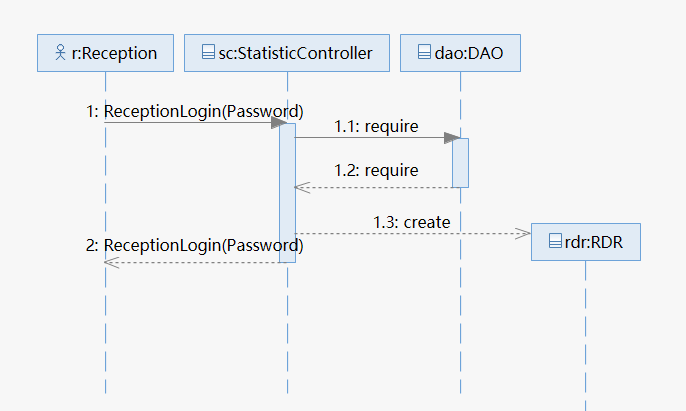 r:Reception
sc:StatisticController
dao:DAO
1: ReceptionLogin(Password)
1.1: require
1.2: require
1.3: create
rdr:RDR
2: ReceptionLogin(Password)